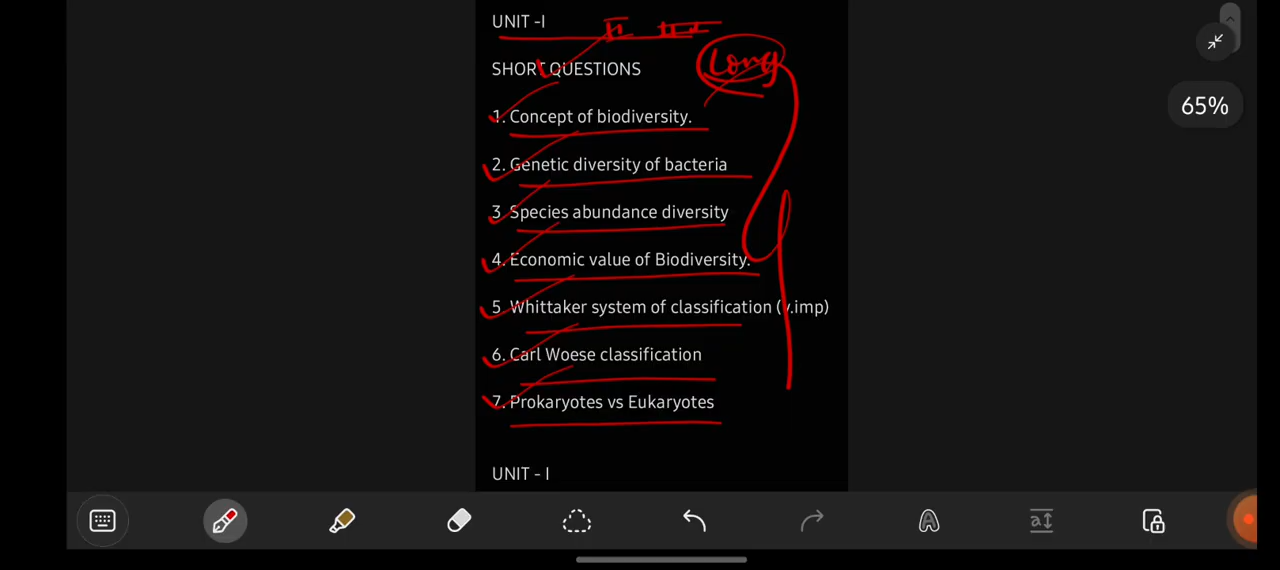 UNIT -I
II III
SHORT QUESTIONS
Long
1. Concept of biodiversity.
65%
2. Genetic diversity of bacteria
3. Species abundance diversity
4. Economic value of Biodiversity.
5. Whittaker system of classification (v.imp)
6. Carl Woese classification
7. Prokaryotes vs Eukaryotes
UNIT - I